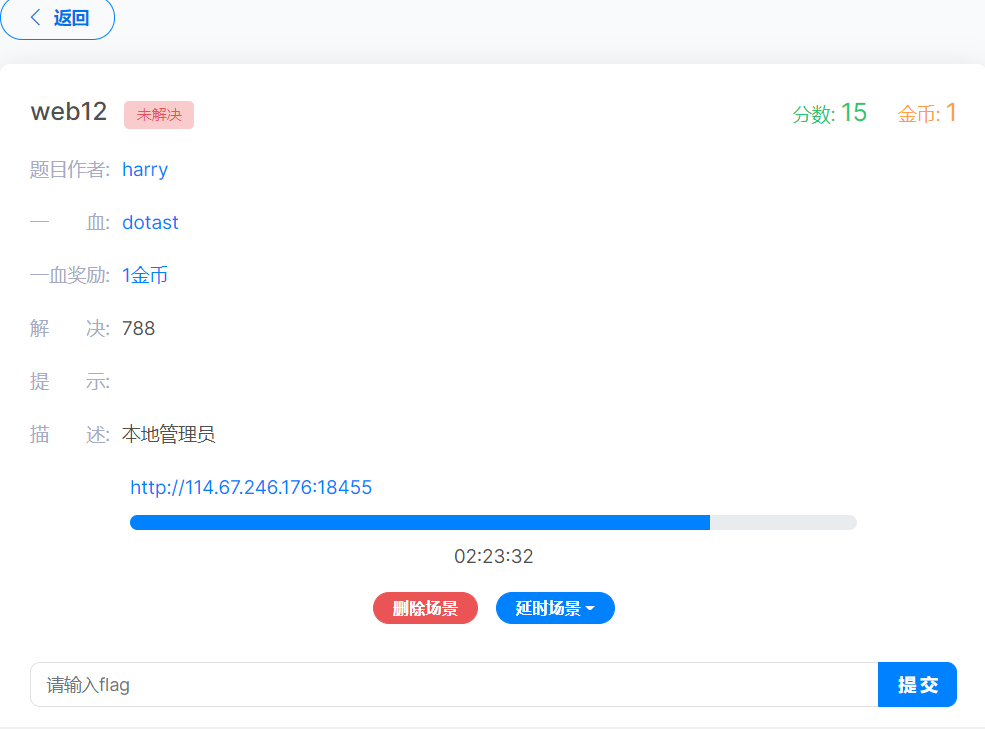 返回
web12 未解决 分数: 15 金币: 1
题目作者: harry
一 血: dotast
一血奖励: 1金币
解 决: 788
提 示:
描 述: 本地管理员
http://114.67.246.176:18455
02:23:32
删除场景 延时场景
请输入flag 提交